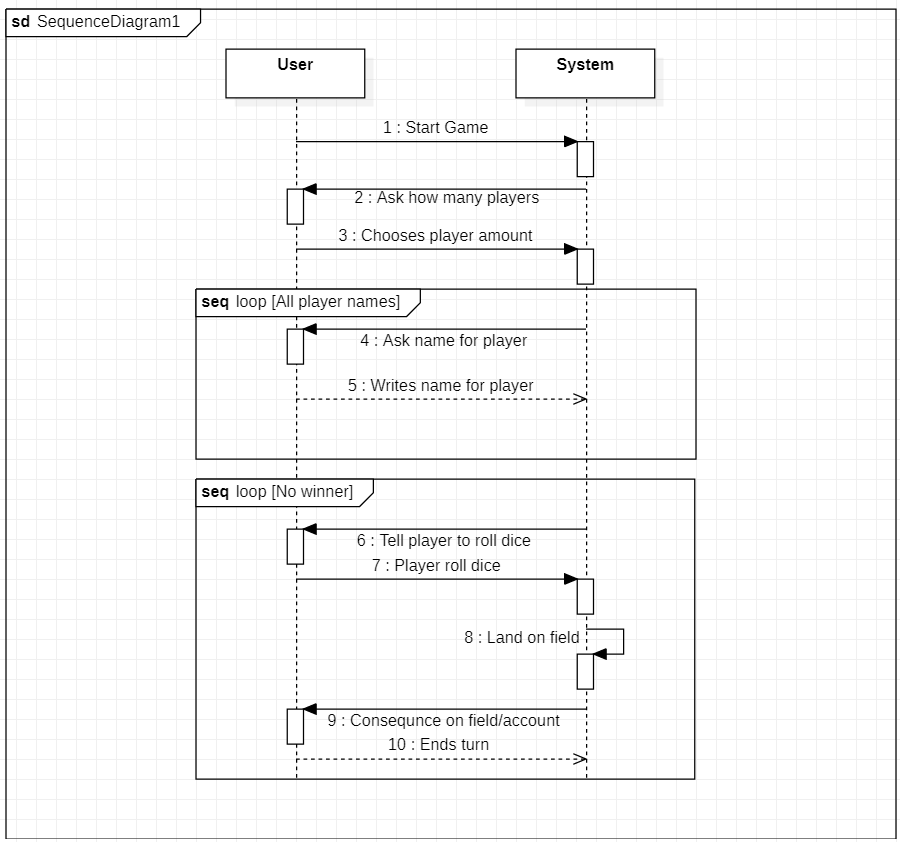 sd SequenceDiagram1
User
System
1 : Start Game
2 : Ask how many players
3 : Chooses player amount
seq loop [All player names]
4 : Ask name for player
5 : Writes name for player
seq loop [No winner]
6 : Tell player to roll dice
7 : Player roll dice
8 : Land on field
9 : Consequnce on field/account
10 : Ends turn